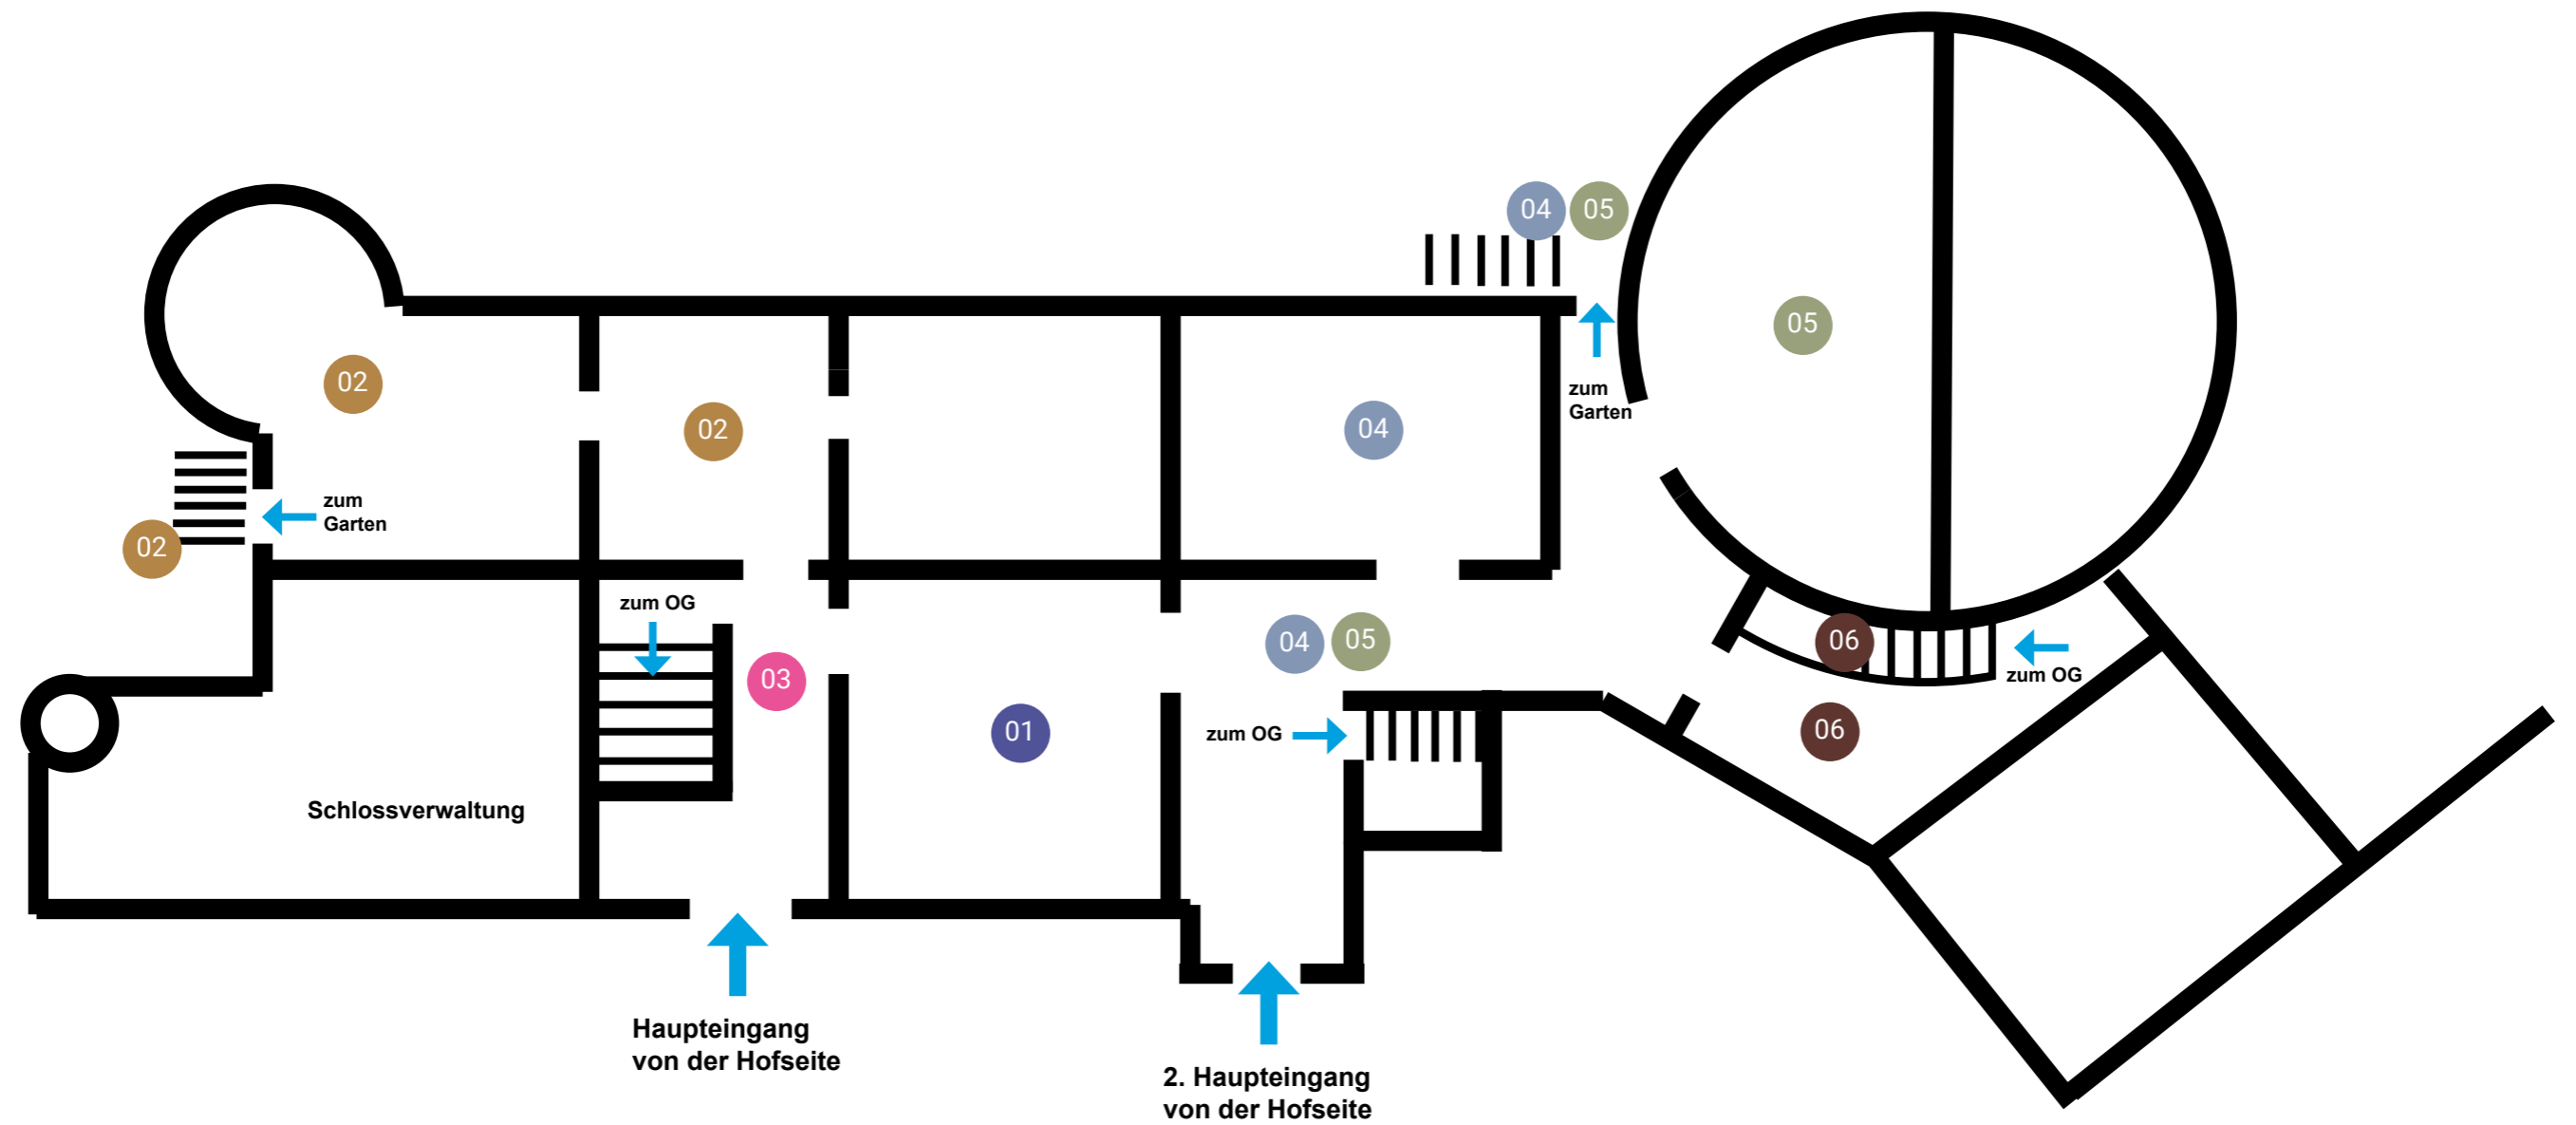 04
05
05
zum
Garten
02
02
04
zum
Garten
02
zum OG
04
05
06
zum OG
03
01
zum OG
06
Schlossverwaltung
Haupteingang
von der Hofseite
2. Haupteingang
von der Hofseite